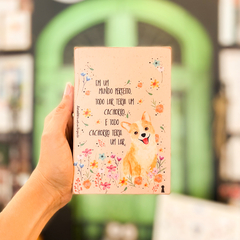 EM UM
MUNDO PERFEITO,
TODO LAR TERIA UM
CACHORRO
E TODO
CACHORRO TERIA
UM LAR.